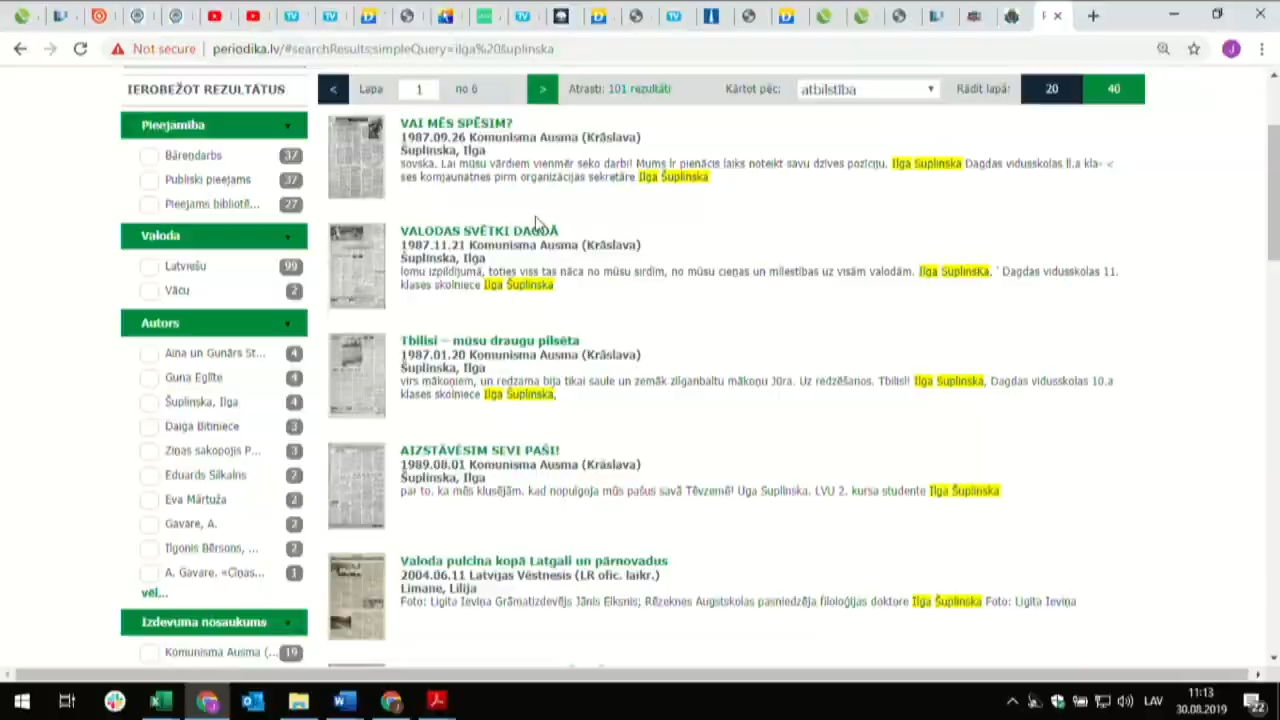 Not secure
periodika.lv/#searchResults;simpleQuery=ilga%20šuplinska
IEROBEŽOT REZULTĀTUS
< Lapa 1 no 6 > Atrasti: 101 rezultāti Kārtot pēc: atbilstība Rādīt lapā: 20 40
Pieejamība
Bāreņdarbs 37
Publiski pieejams 37
Pieejams bibliotē... 27
Valoda
Latviešu 99
Vācu 2
Autors
Aina un Gunārs St... 4
Guna Eglīte 4
Šuplinska, Ilga 4
Daiga Bitiniece 3
Ziņas sakopojis P... 3
Eduards Silkalns 2
Eva Mārtuža 2
Gavare, A. 2
Ilgonis Bērsons, ... 2
A. Gavare. «Cīņas... 1
vēl...
Izdevuma nosaukums
Komunisma Ausma (... 19
VAI MĒS SPĒSIM?
1987.09.26 Komunisma Ausma (Krāslava)
Šuplinska, Ilga
sovska. Lai mūsu vārdiem vienmēr seko darbi! Mums ir pienācis laiks noteikt savu dzīves pozīciju. Ilga Suplinska Dagdas vidusskolas ll.a kla- <
ses komjaunatnes pirm organizācijas sekretāre Ilga Šuplinska
VALODAS SVĒTKI DAGDĀ
1987.11.21 Komunisma Ausma (Krāslava)
Šuplinska, Ilga
lomu izpildījumā, toties viss tas nāca no mūsu sirdīm, no mūsu cieņas un mīlestības uz visām valodām. Ilga SuplinsKa, ` Dagdas vidusskolas 11.
klases skolniece Ilga Šuplinska
Tbilisi — mūsu draugu pilsēta
1987.01.20 Komunisma Ausma (Krāslava)
Šuplinska, Ilga
virs mākoņiem, un redzama bija tikai saule un zemāk zilganbaltu mākoņu Jūra. Uz redzēšanos, Tbilisi! Ilga Suplinska, Dagdas vidusskolas 10.a
klases skolniece Ilga Šuplinska,
AIZSTĀVĒSIM SEVI PAŠI!
1989.08.01 Komunisma Ausma (Krāslava)
Šuplinska, Ilga
par to, ka mēs klusējām, kad nopulgoja mūs pašus savā Tēvzemē! Uga Suplinska. LVU 2. kursa studente Ilga Šuplinska
Valoda pulcina kopā Latgali un pārnovadus
2004.06.11 Latvijas Vēstnesis (LR ofic. laikr.)
Limane, Lilija
Foto: Ligita Ieviņa Grāmatizdevējs Jānis Elksnis; Rēzeknes Augstskolas pasniedzēja filoloģijas doktore Ilga Šuplinska Foto: Ligita Ieviņa
LAV
11:13
30.08.2019
22